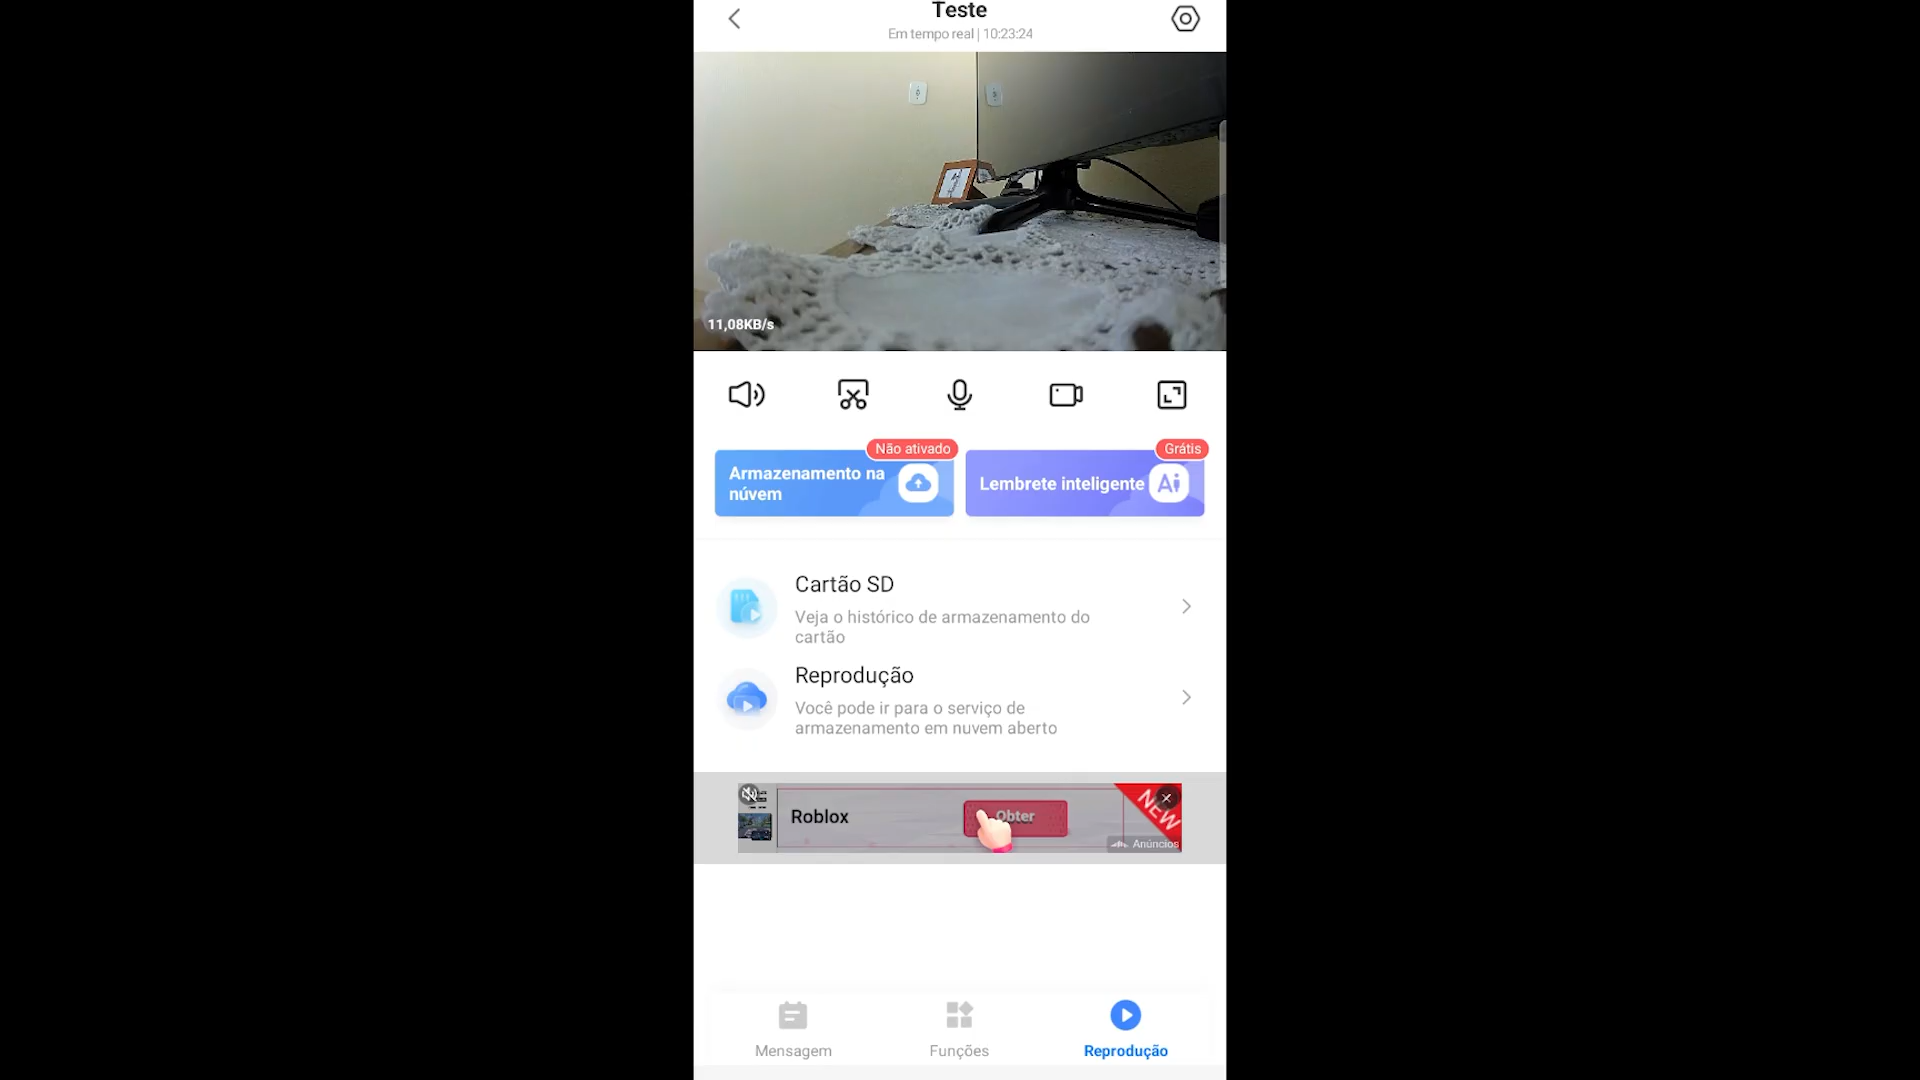 Teste
Em tempo real | 10:23:24
11,08KB/s
Não ativado
Grátis
Armazenamento na
núvem
Lembrete inteligente
Ai
Cartão SD
Veja o histórico de armazenamento do
cartão
Reprodução
Você pode ir para o serviço de
armazenamento em nuvem aberto
Roblox
Obter
NEW
Anúncios
Mensagem
Funções
Reprodução